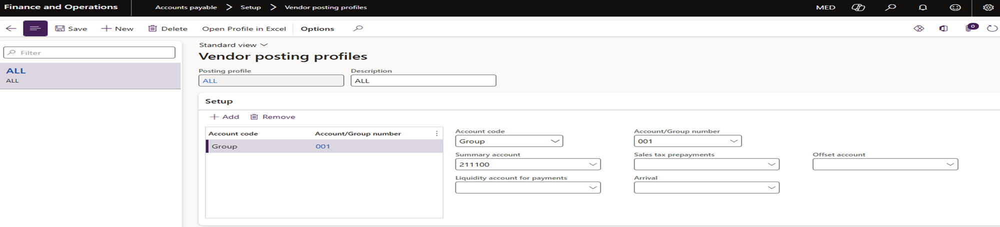 Finance and Operations Accounts payable Setup Vendor posting profiles MED
Save New Delete Open Profile in Excel Options 0
Filter
ALL
ALL
Standard view
Vendor posting profiles
Posting profile Description
ALL ALL
Setup
Add Remove
Account code Account/Group number
Group 001
Account code Account/Group number
Group 001
Summary account Sales tax prepayments Offset account
211100
Liquidity account for payments Arrival